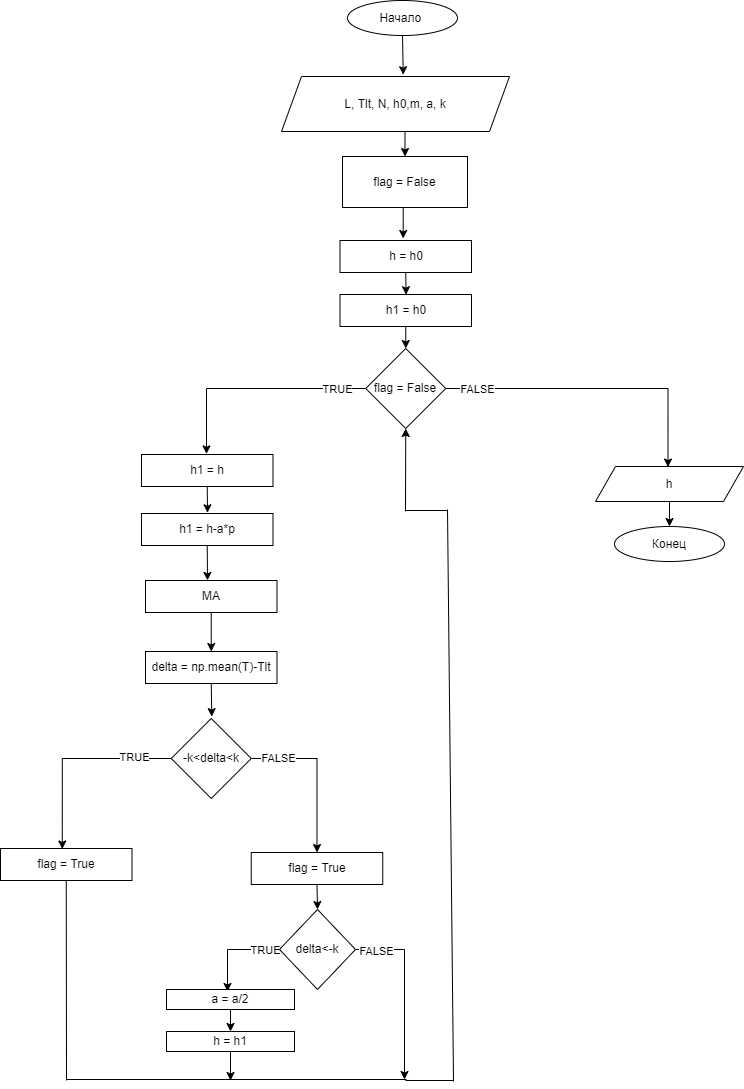 Начало
L, Tlt, N, h0,m, a, k
flag = False
h = h0
h1 = h0
flag = False
TRUE
FALSE
h1 = h
h
h1 = h-a*p
Конец
MA
delta = np.mean(T)-Tlt
-k<delta<k
TRUE
FALSE
flag = True
flag = True
delta<-k
TRUE
FALSE
a = a/2
h = h1